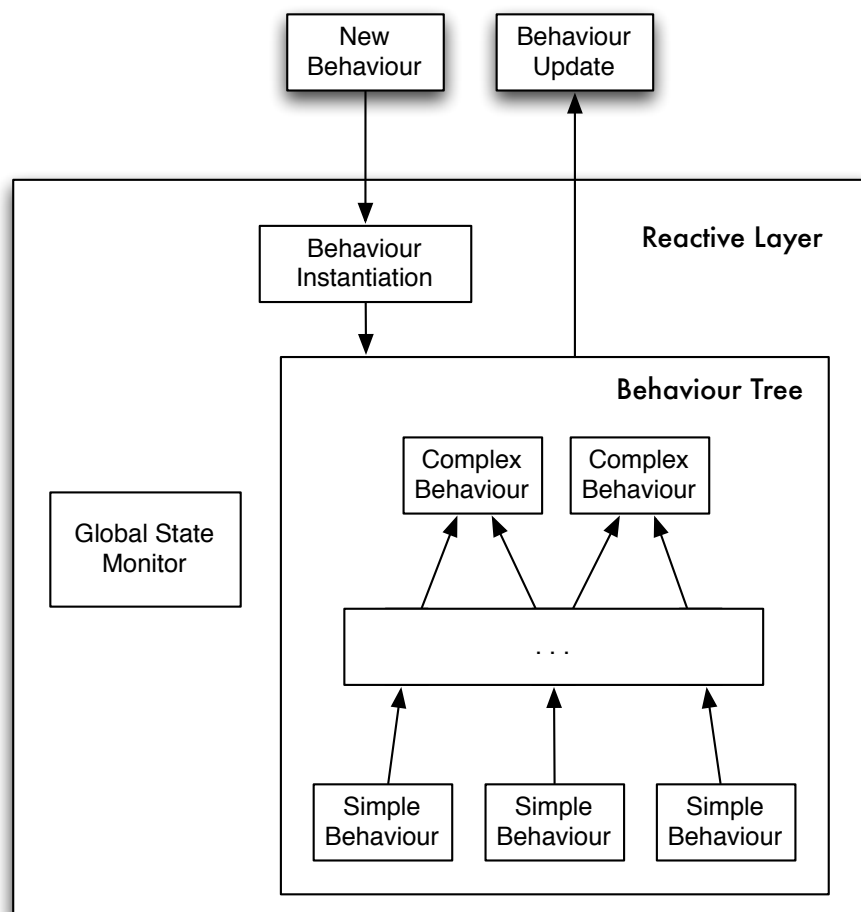 New
Behaviour
Behaviour
Update
Reactive Layer
Behaviour
Instantiation
Behaviour Tree
Complex
Behaviour
Complex
Behaviour
Global State
Monitor
. . .
Simple
Behaviour
Simple
Behaviour
Simple
Behaviour